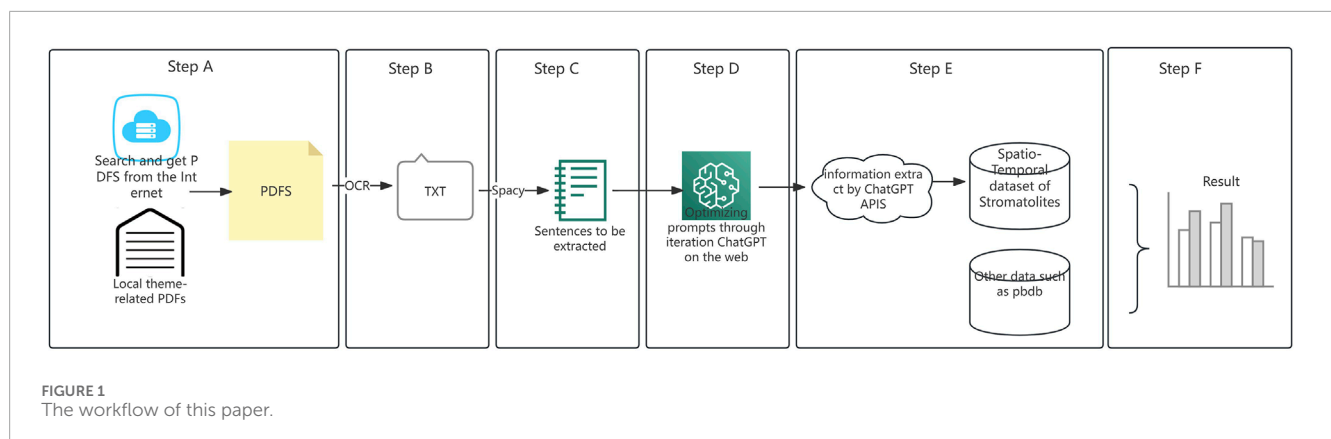 Step A
Search and get P
DFS from the Int
ernet
Local theme-
related PDFs
PDFS
OCR
Step B
TXT
Spacy
Step C
Sentences to be
extracted
Step D
Optimizing
prompts through
iteration ChatGPT
on the web
Step E
information extra
ct by ChatGPT
APIS
Spatio-
Temporal
dataset of
Stromatolites
Other data such
as pbdb
Step F
Result
FIGURE 1
The workflow of this paper.